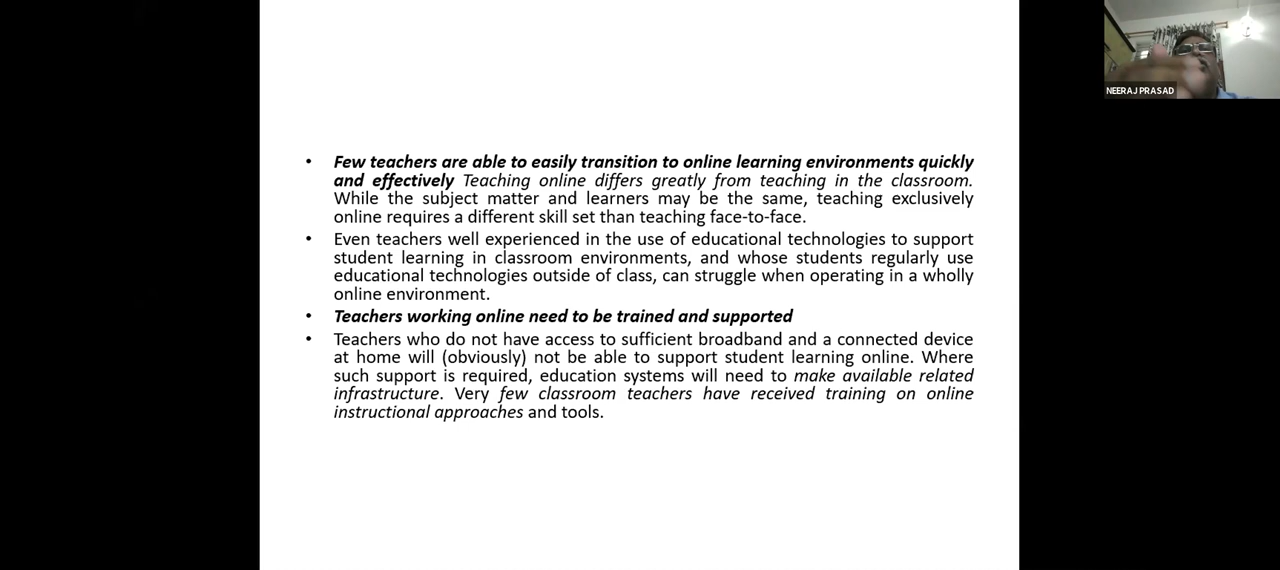 • Few teachers are able to easily transition to online learning environments quickly
and effectively Teaching online differs greatly from teaching in the classroom.
While the subject matter and learners may be the same, teaching exclusively
online requires a different skill set than teaching face-to-face.
• Even teachers well experienced in the use of educational technologies to support
student learning in classroom environments, and whose students regularly use
educational technologies outside of class, can struggle when operating in a wholly
online environment.
• Teachers working online need to be trained and supported
• Teachers who do not have access to sufficient broadband and a connected device
at home will (obviously) not be able to support student learning online. Where
such support is required, education systems will need to make available related
infrastructure. Very few classroom teachers have received training on online
instructional approaches and tools.
NEERAJ PRASAD